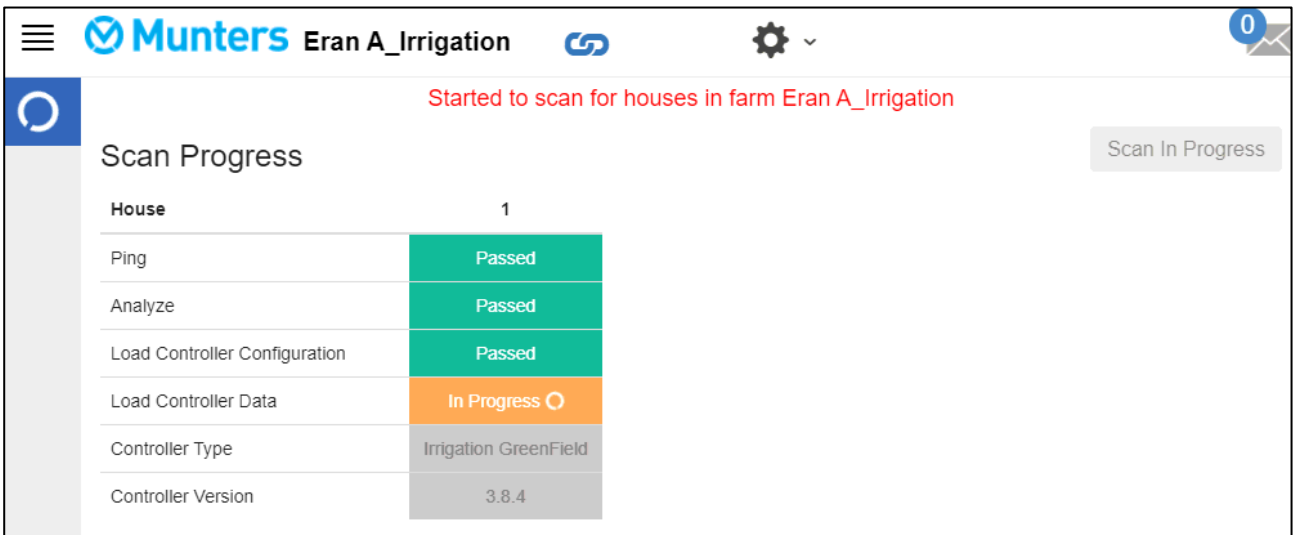 Munters Eran A_Irrigation 0
Started to scan for houses in farm Eran A_Irrigation
Scan Progress Scan In Progress
House 1
Ping Passed
Analyze Passed
Load Controller Configuration Passed
Load Controller Data In Progress
Controller Type Irrigation GreenField
Controller Version 3.8.4